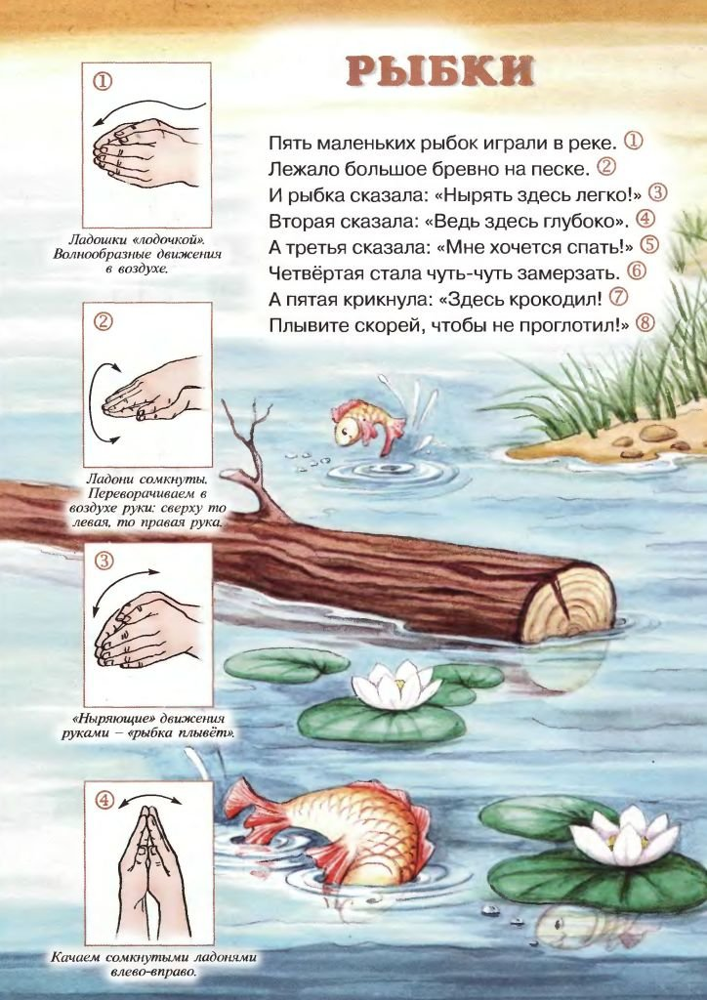 РЫБКИ
Пять маленьких рыбок играли в реке. ①
Лежало большое бревно на песке. ②
И рыбка сказала: «Нырять здесь легко!» ③
Вторая сказала: «Ведь здесь глубоко». ④
А третья сказала: «Мне хочется спать!» ⑤
Четвёртая стала чуть-чуть замерзать. ⑥
А пятая крикнула: «Здесь крокодил! ⑦
Плывите скорей, чтобы не проглотил!» ⑧
①
Ладошки «лодочкой».
Волнообразные движения
в воздухе.
②
Ладони сомкнуты.
Переворачиваем в
воздухе руки: сверху то
левая, то правая рука.
③
«Ныряющие» движения
руками – «рыбка плывёт».
④
Качаем сомкнутыми ладонями
влево-вправо.